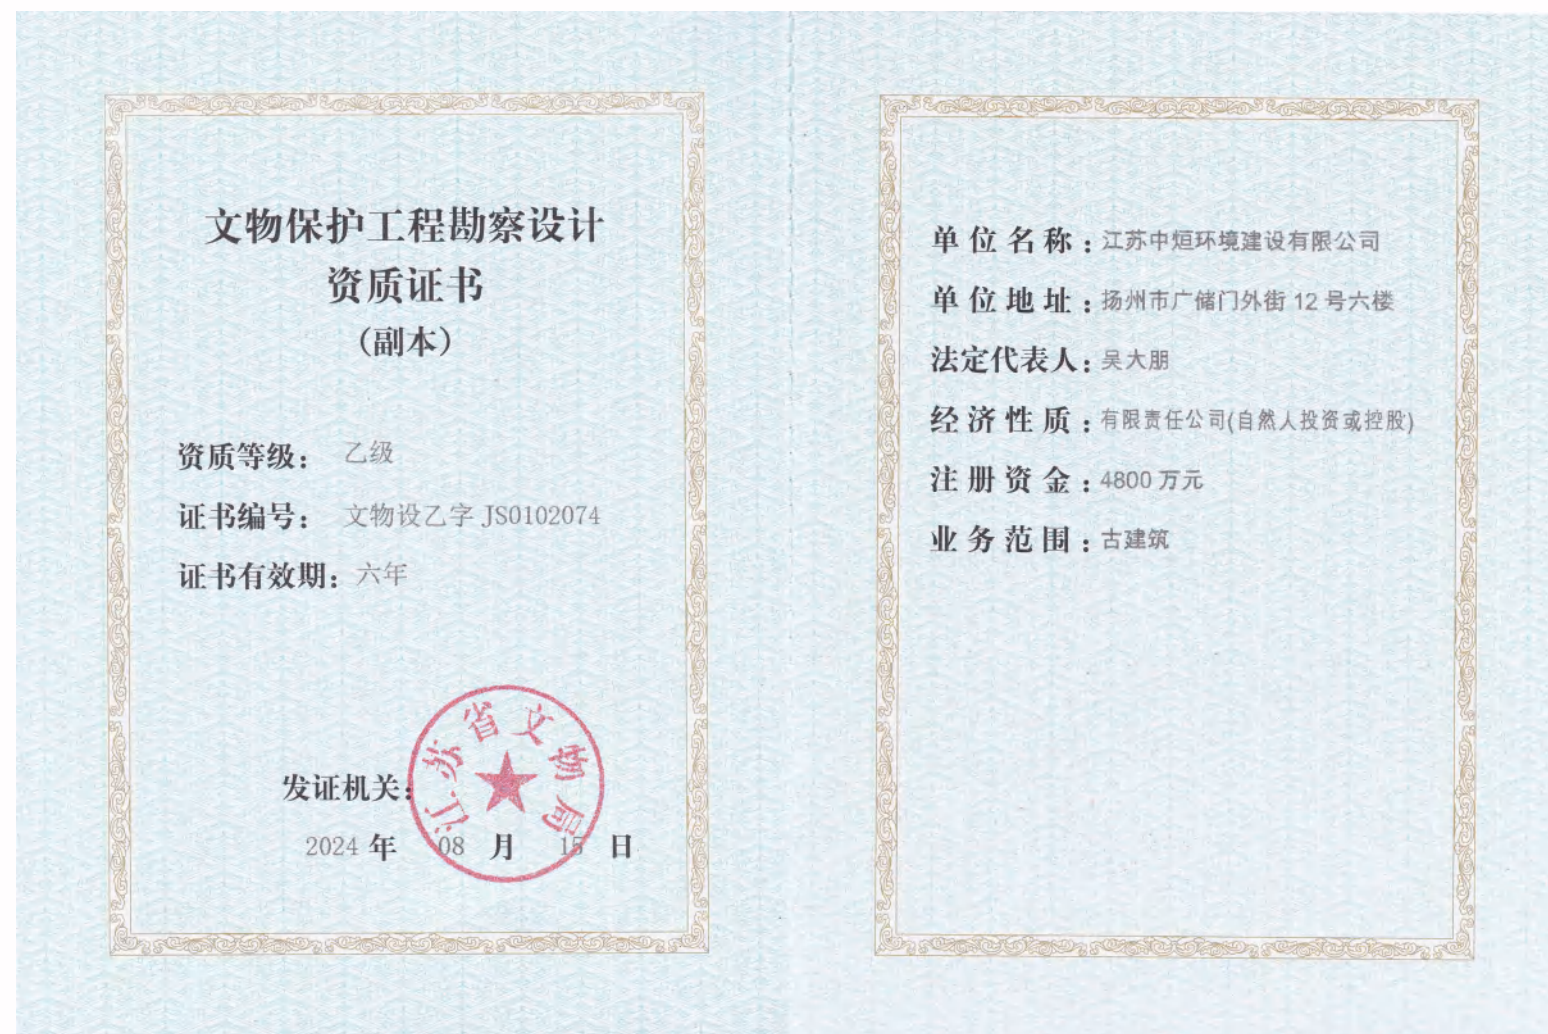 文物保护工程勘察设计
资质证书
（副本）
资质等级： 乙级
证书编号： 文物设乙字 JS0102074
证书有效期：六年
江苏省文物局
发证机关：
2024 年 08 月 15 日
单位名称：江苏中烜环境建设有限公司
单位地址：扬州市广储门外街 12 号六楼
法定代表人：吴大朋
经济性质：有限责任公司(自然人投资或控股)
注册资金：4800 万元
业务范围：古建筑